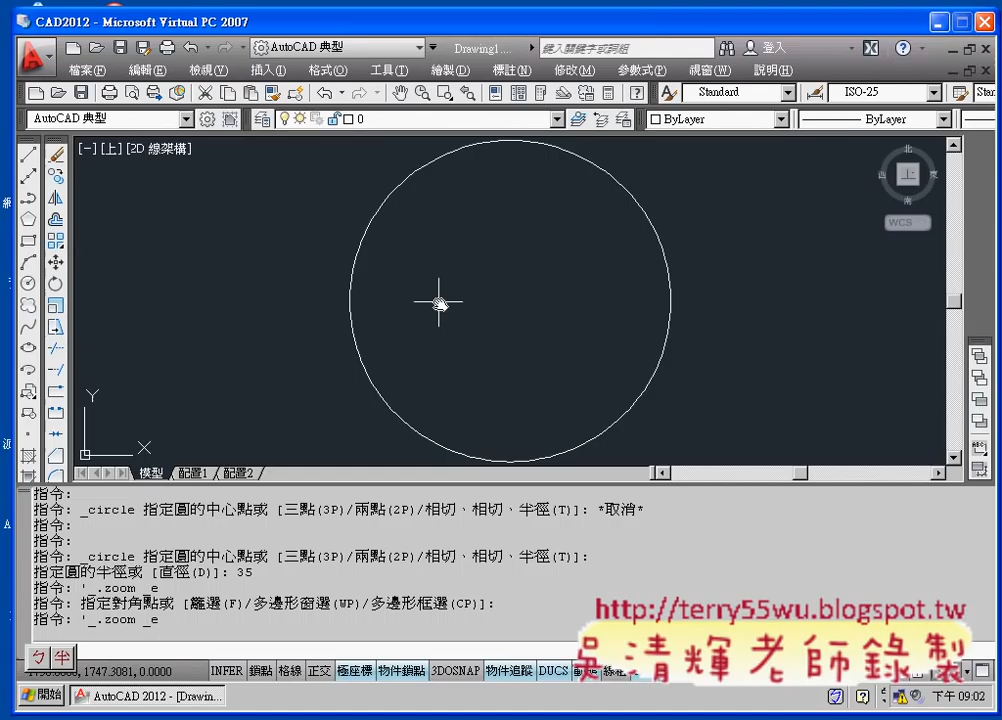 CAD2012 - Microsoft Virtual PC 2007
AutoCAD 典型
Drawing1...
鍵入關鍵字或詞組
登入
檔案(F) 編輯(E) 檢視(V) 插入(I) 格式(O) 工具(T) 繪製(D) 標註(N) 修改(M) 參數式(P) 視窗(W) 說明(H)
Standard ISO-25 Stan
AutoCAD 典型 0 ByLayer ByLayer
[-][上][2D 線架構]
北
西 上 東
南
WCS
Y
X
模型 配置1 配置2
指令:
指令: _circle 指定圓的中心點或 [三點(3P)/兩點(2P)/相切、相切、半徑(T)]: *取消*
指令:
指令:
指令: _circle 指定圓的中心點或 [三點(3P)/兩點(2P)/相切、相切、半徑(T)]:
指定圓的半徑或 [直徑(D)]: 35
指令: '_.zoom _e
指令: 指定對角點或 [籬選(F)/多邊形窗選(WP)/多邊形框選(CP)]:
指令: '_.zoom _e
http://terry55wu.blogspot.tw
吳清輝老師錄製
ㄅ 半
1747.3081, 0.0000 INFER 鎖點 格線 正交 極座標 物件鎖點 3DOSNAP 物件追蹤 DUCS
開始 AutoCAD 2012 - [Drawin... 下午 09:02